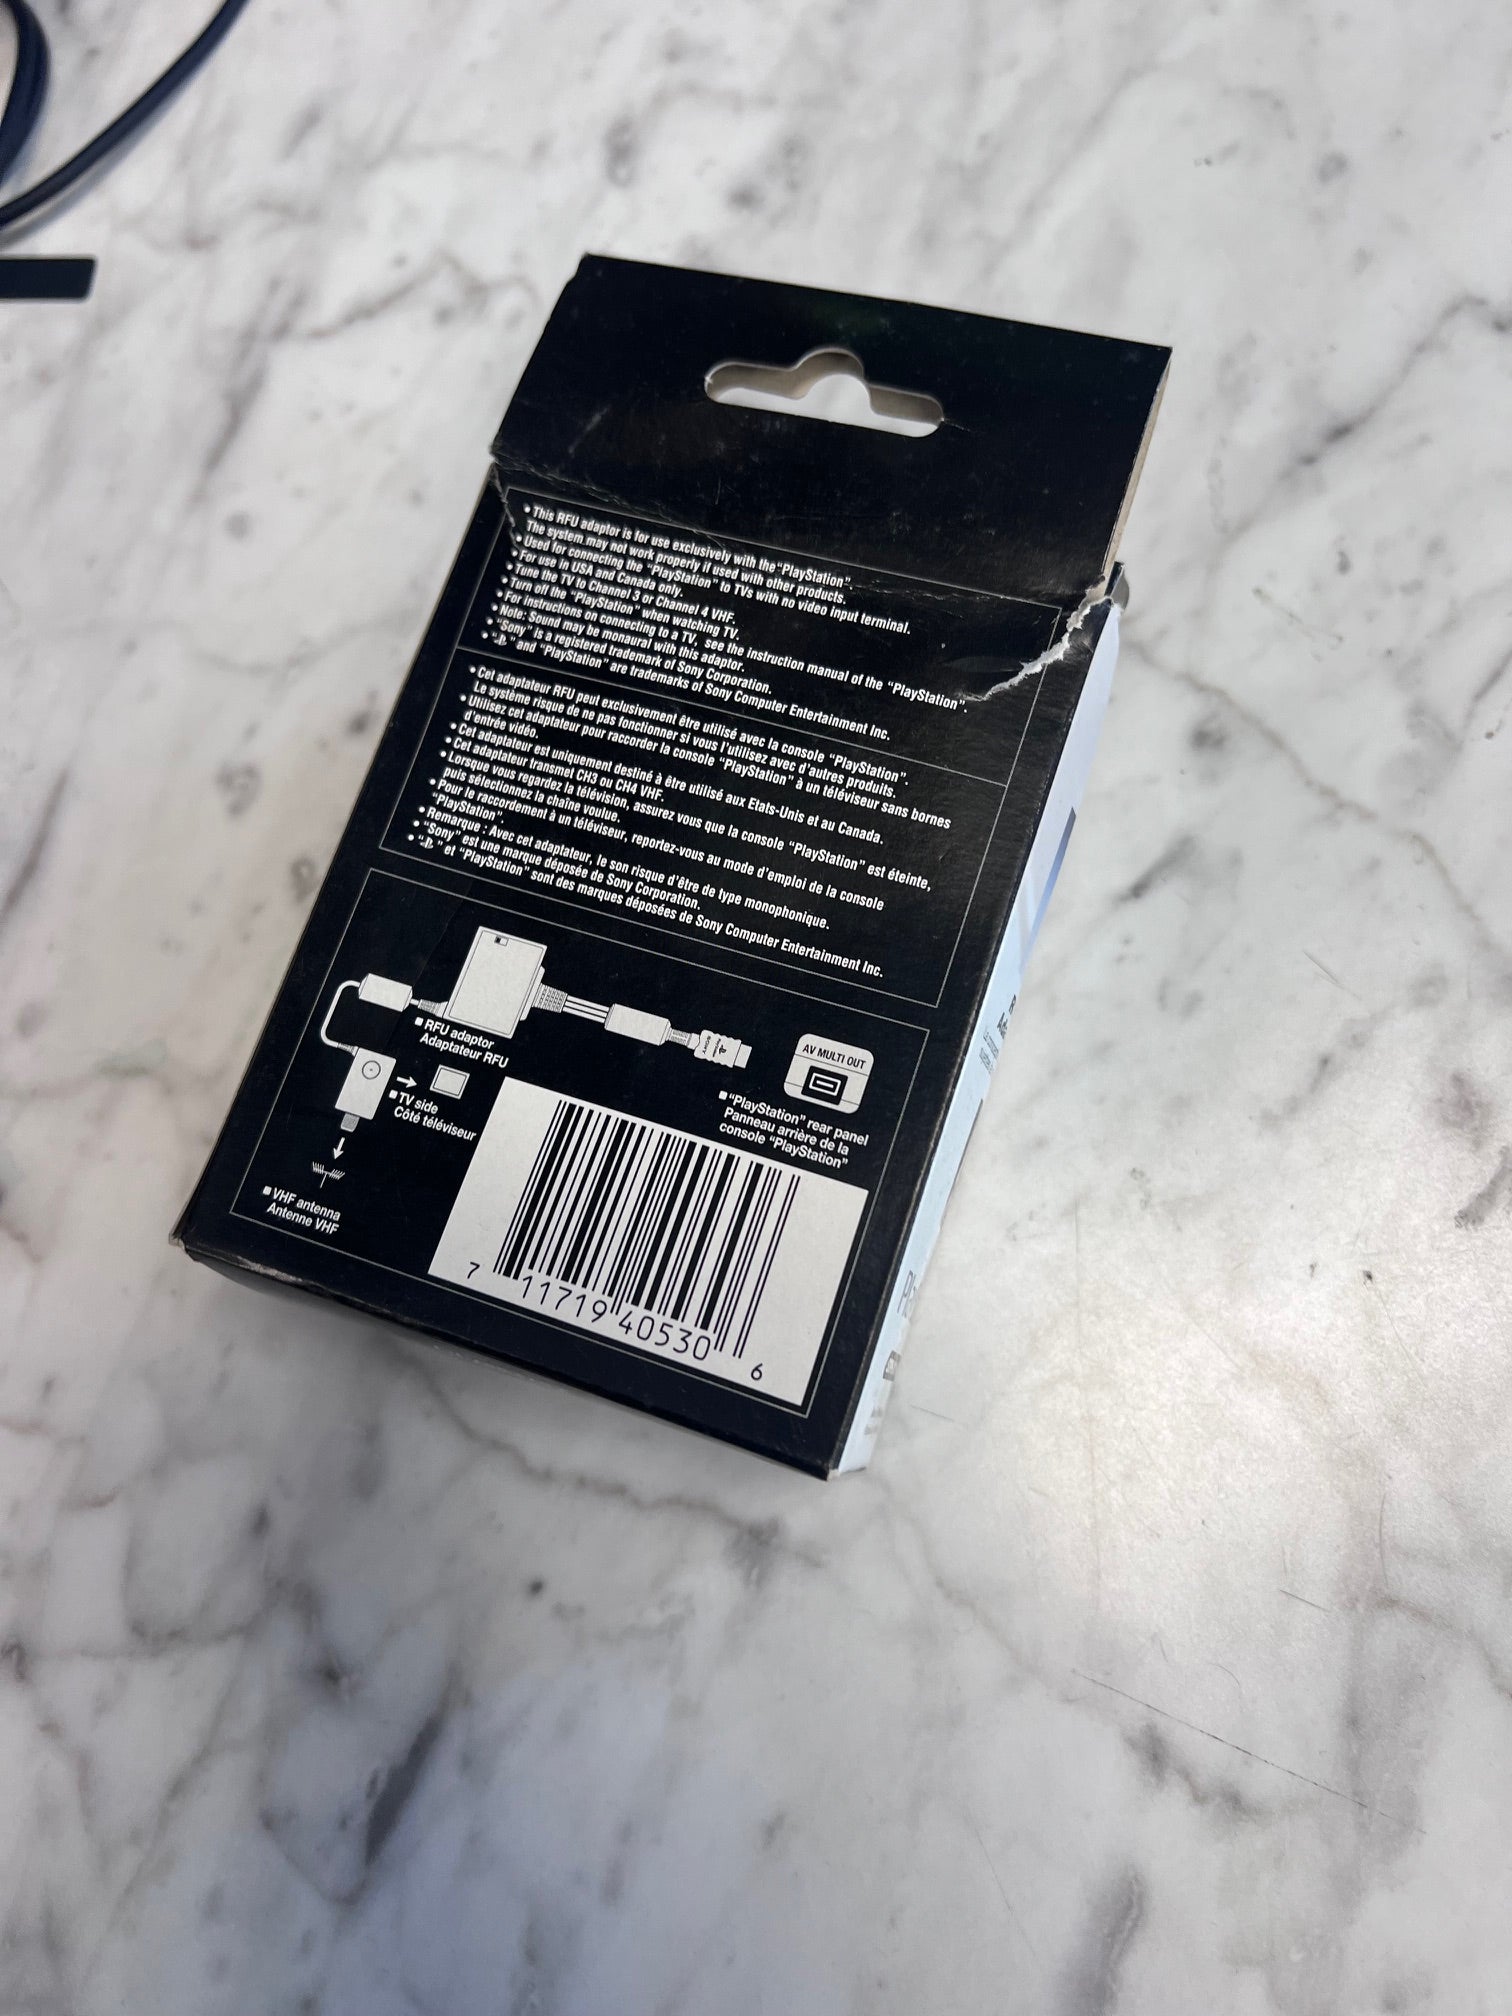 • This RFU adaptor is for use exclusively with the "PlayStation".
The system may not work properly if used with other products.
• Used for connecting the "PlayStation" to TVs with no video input terminal.
• For use in USA and Canada only.
• Tune the TV to Channel 3 or Channel 4 VHF.
• Turn off the "PlayStation" when watching TV.
• For instructions on connecting to a TV, see the instruction manual of the "PlayStation".
• Note: Sound may be monaural with this adaptor.
• "Sony" is a registered trademark of Sony Corporation.
• " " and "PlayStation" are trademarks of Sony Computer Entertainment Inc.
• Cet adaptateur RFU peut exclusivement être utilisé avec la console "PlayStation".
Le système risque de ne pas fonctionner si vous l'utilisez avec d'autres produits.
• Utilisez cet adaptateur pour raccorder la console "PlayStation" à un téléviseur sans bornes
d'entrée vidéo.
• Cet adaptateur est uniquement destiné à être utilisé aux Etats-Unis et au Canada.
• Cet adaptateur transmet CH3 ou CH4 VHF.
• Lorsque vous regardez la télévision, assurez vous que la console "PlayStation" est éteinte,
puis sélectionnez la chaîne voulue.
• Pour le raccordement à un téléviseur, reportez-vous au mode d'emploi de la console
"PlayStation".
• Remarque : Avec cet adaptateur, le son risque d'être de type monophonique.
• "Sony" est une marque déposée de Sony Corporation.
• " " et "PlayStation" sont des marques déposées de Sony Computer Entertainment Inc.
■ RFU adaptor
Adaptateur RFU
AV MULTI OUT
■ TV side
Côté téléviseur
■ "PlayStation" rear panel
Panneau arrière de la
console "PlayStation"
■ VHF antenna
Antenne VHF
7 11719 40530 6